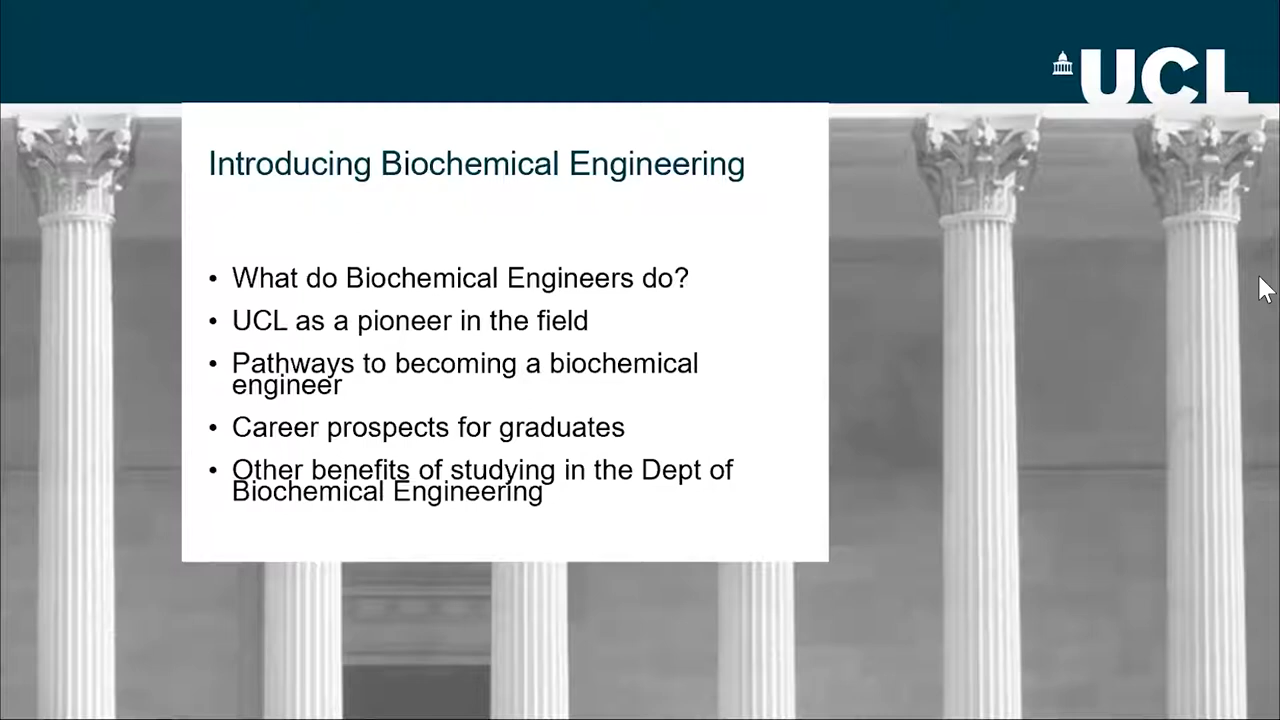 UCL
Introducing Biochemical Engineering
• What do Biochemical Engineers do?
• UCL as a pioneer in the field
• Pathways to becoming a biochemical
engineer
• Career prospects for graduates
• Other benefits of studying in the Dept of
Biochemical Engineering